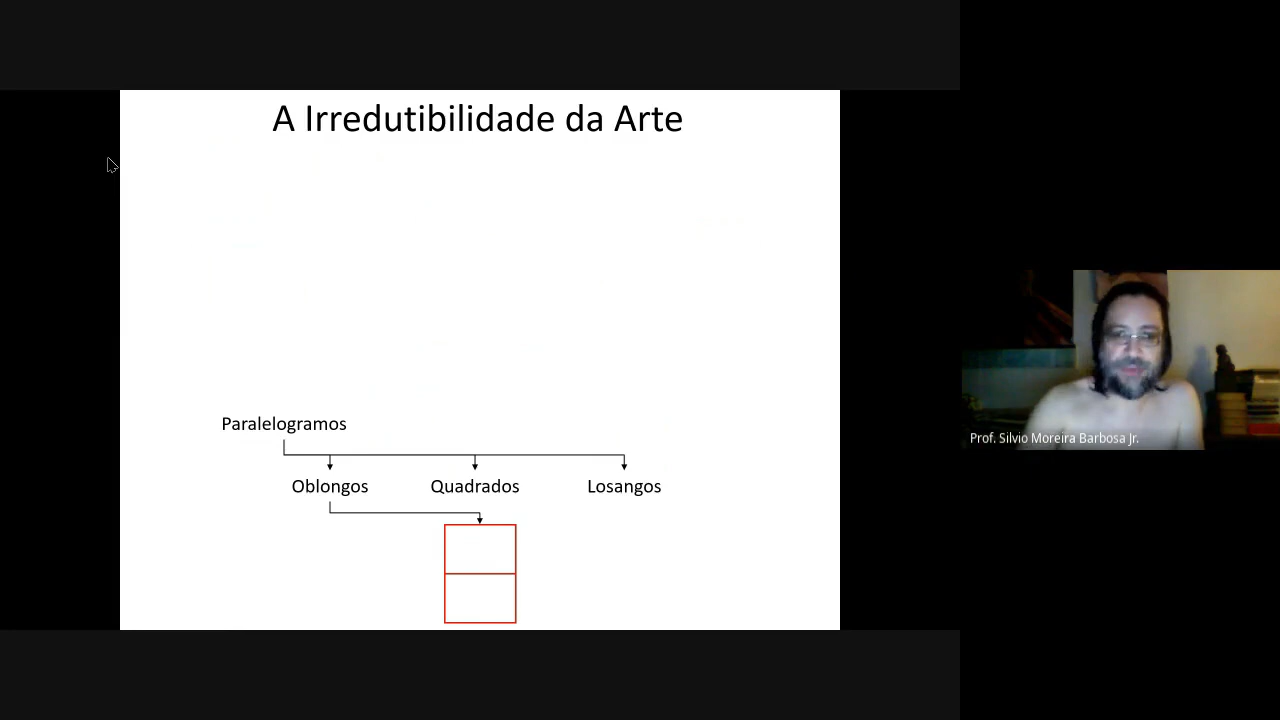 A Irredutibilidade da Arte
Paralelogramos
Oblongos Quadrados Losangos
Prof. Silvio Moreira Barbosa Jr.